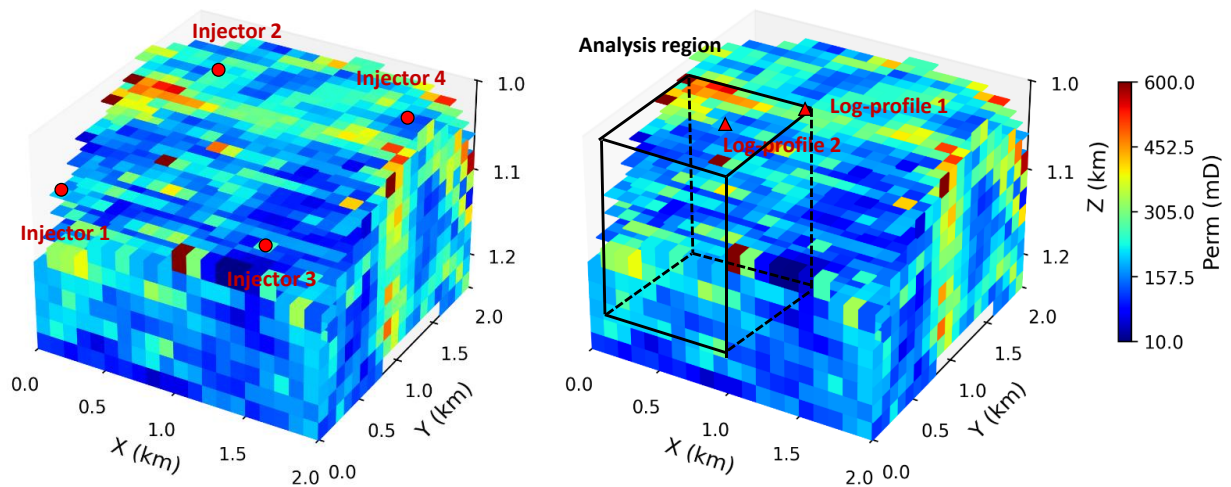 Injector 2
Injector 4
Injector 1
Injector 3
1.0
1.1
1.2
Z (km)
0.0
0.5
1.0
1.5
2.0
X (km)
0.0
0.5
1.0
1.5
2.0
Y (km)
Analysis region
Log-profile 1
Log-profile 2
1.0
1.1
1.2
Z (km)
0.0
0.5
1.0
1.5
2.0
X (km)
0.0
0.5
1.0
1.5
2.0
Y (km)
600.0
452.5
305.0
157.5
10.0
Perm (mD)